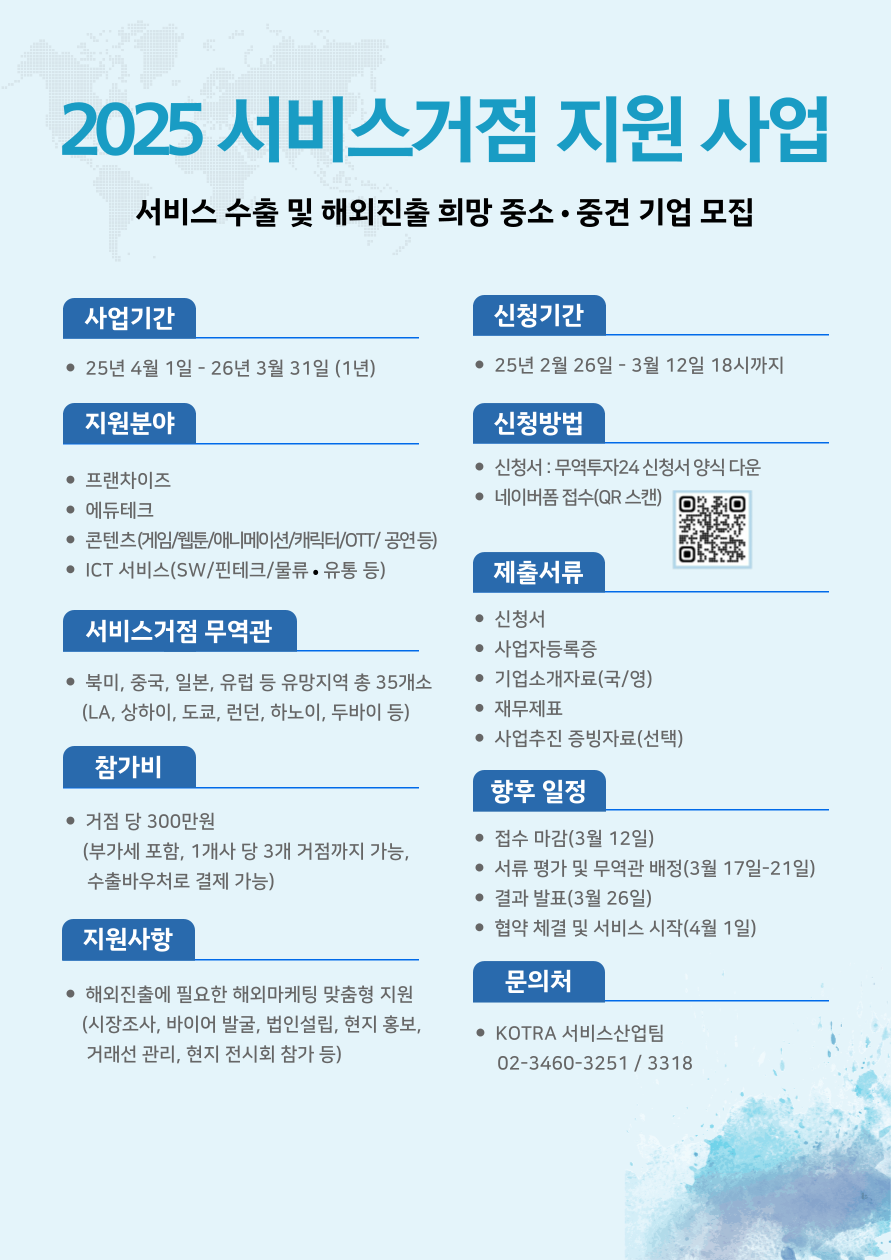 2025 서비스거점 지원 사업
서비스 수출 및 해외진출 희망 중소 • 중견 기업 모집
사업기간
• 25년 4월 1일 - 26년 3월 31일 (1년)
지원분야
• 프랜차이즈
• 에듀테크
• 콘텐츠(게임/웹툰/애니메이션/캐릭터/OTT/ 공연 등)
• ICT 서비스(SW/핀테크/물류 • 유통 등)
서비스거점 무역관
• 북미, 중국, 일본, 유럽 등 유망지역 총 35개소
(LA, 상하이, 도쿄, 런던, 하노이, 두바이 등)
참가비
• 거점 당 300만원
(부가세 포함, 1개사 당 3개 거점까지 가능,
수출바우처로 결제 가능)
지원사항
• 해외진출에 필요한 해외마케팅 맞춤형 지원
(시장조사, 바이어 발굴, 법인설립, 현지 홍보,
거래선 관리, 현지 전시회 참가 등)
신청기간
• 25년 2월 26일 - 3월 12일 18시까지
신청방법
• 신청서 : 무역투자24 신청서 양식 다운
• 네이버폼 접수(QR 스캔)
제출서류
• 신청서
• 사업자등록증
• 기업소개자료(국/영)
• 재무제표
• 사업추진 증빙자료(선택)
향후 일정
• 접수 마감(3월 12일)
• 서류 평가 및 무역관 배정(3월 17일-21일)
• 결과 발표(3월 26일)
• 협약 체결 및 서비스 시작(4월 1일)
문의처
• KOTRA 서비스산업팀
02-3460-3251 / 3318